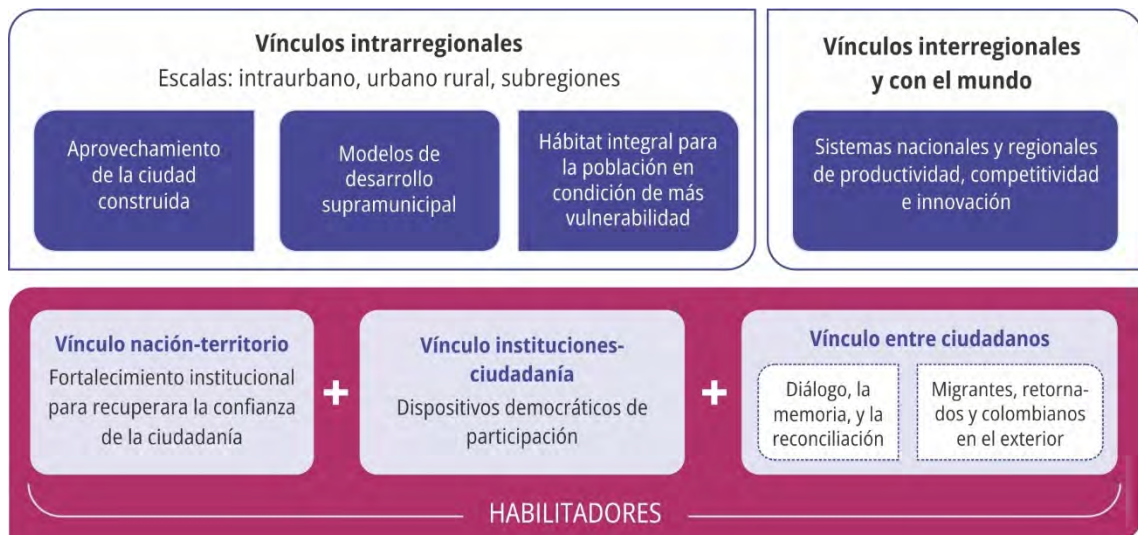 Vínculos intrarregionales
Escalas: intraurbano, urbano rural, subregiones
Aprovechamiento
de la ciudad
construida
Modelos de
desarrollo
supramunicipal
Hábitat integral para
la población en
condición de más
vulnerabilidad
Vínculos interregionales
y con el mundo
Sistemas nacionales y regionales
de productividad, competitividad
e innovación
Vínculo nación-territorio
Fortalecimiento institucional
para recuperara la confianza
de la ciudadanía
+
Vínculo instituciones-
ciudadanía
Dispositivos democráticos de
participación
+
Vínculo entre ciudadanos
Diálogo, la
memoria, y la
reconciliación
Migrantes, retorna-
dos y colombianos
en el exterior
HABILITADORES